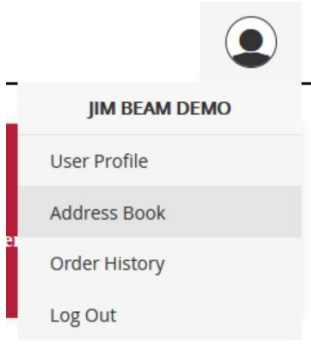 JIM BEAM DEMO
User Profile
Address Book
Order History
Log Out